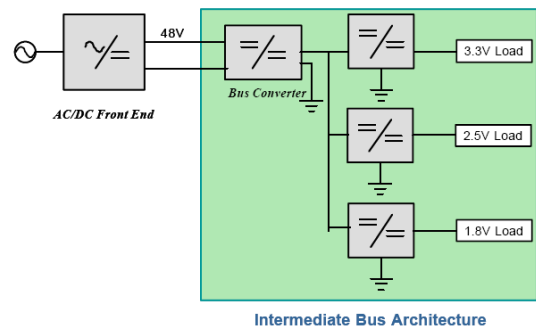 48V
AC/DC Front End
Bus Converter
3.3V Load
2.5V Load
1.8V Load
Intermediate Bus Architecture